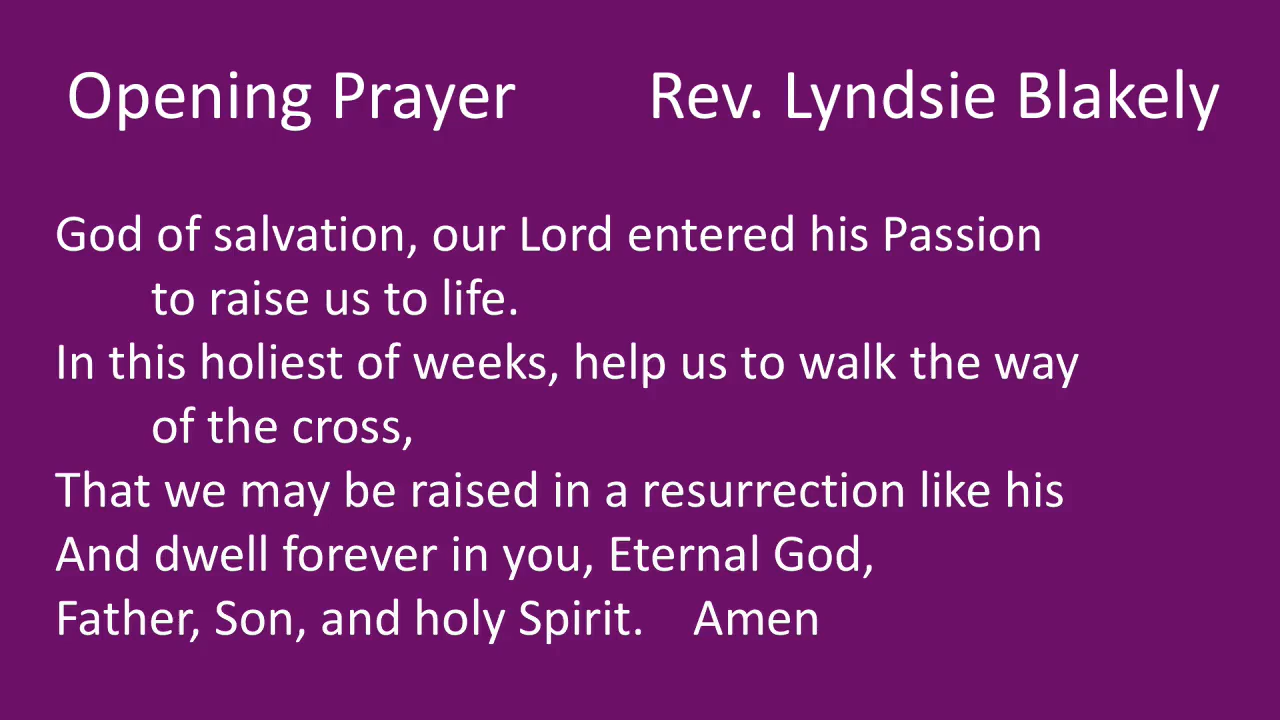 Opening Prayer Rev. Lyndsie Blakely
God of salvation, our Lord entered his Passion
to raise us to life.
In this holiest of weeks, help us to walk the way
of the cross,
That we may be raised in a resurrection like his
And dwell forever in you, Eternal God,
Father, Son, and holy Spirit. Amen